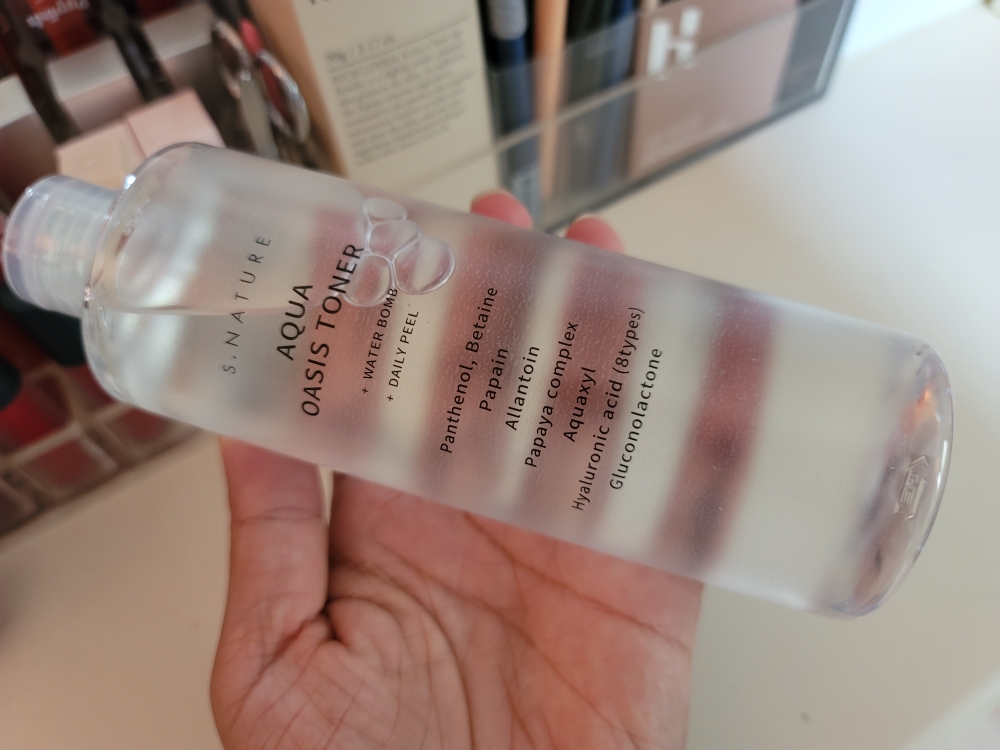 S.NATURE
AQUA
OASIS TONER
+ WATER BOMB
+ DAILY PEEL
Panthenol, Betaine
Papain
Allantoin
Papaya complex
Aquaxyl
Hyaluronic acid (8types)
Gluconolactone
H